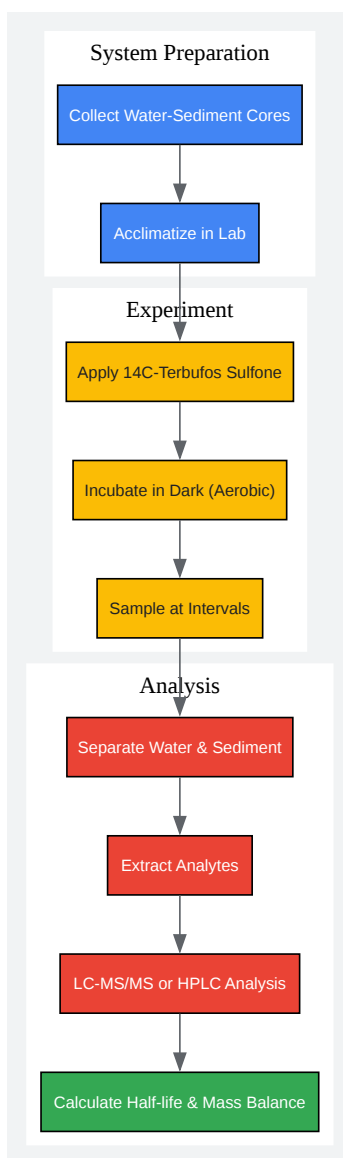 System Preparation
Collect Water-Sediment Cores
Acclimatize in Lab
Experiment
Apply 14C-Terbufos Sulfone
Incubate in Dark (Aerobic)
Sample at Intervals
Analysis
Separate Water & Sediment
Extract Analytes
LC-MS/MS or HPLC Analysis
Calculate Half-life & Mass Balance